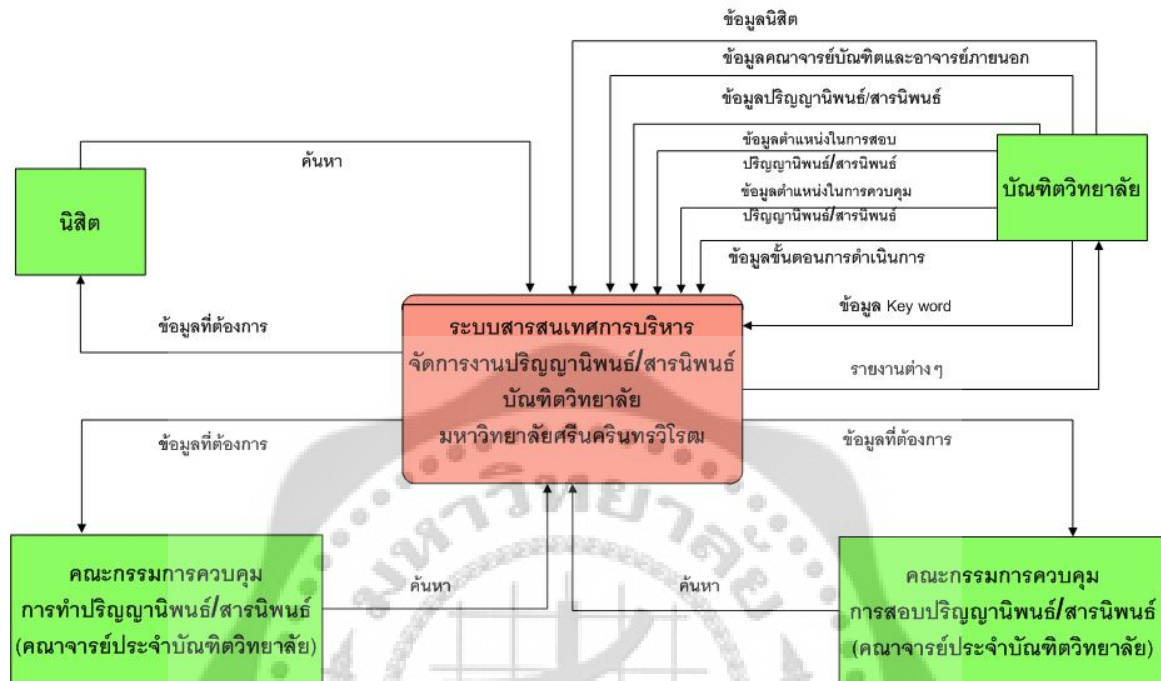 ข้อมูลนิสิต
ข้อมูลคณาจารย์บัณฑิตและอาจารย์ภายนอก
ข้อมูลปริญญานิพนธ์/สารนิพนธ์
ข้อมูลตำแหน่งในการสอบ
ปริญญานิพนธ์/สารนิพนธ์
ข้อมูลตำแหน่งในการควบคุม
ปริญญานิพนธ์/สารนิพนธ์
ข้อมูลขั้นตอนการดำเนินการ
บัณฑิตวิทยาลัย
ค้นหา
นิสิต
ข้อมูลที่ต้องการ
ข้อมูล Key word
รายงานต่างๆ
ระบบสารสนเทศการบริหาร
จัดการงานปริญญานิพนธ์/สารนิพนธ์
บัณฑิตวิทยาลัย
มหาวิทยาลัยศรีนครินทรวิโรฒ
ข้อมูลที่ต้องการ
ข้อมูลที่ต้องการ
มหาวิทยาลัย
คณะกรรมการควบคุม
การทำปริญญานิพนธ์/สารนิพนธ์
(คณาจารย์ประจำบัณฑิตวิทยาลัย)
ค้นหา
ค้นหา
คณะกรรมการควบคุม
การสอบปริญญานิพนธ์/สารนิพนธ์
(คณาจารย์ประจำบัณฑิตวิทยาลัย)